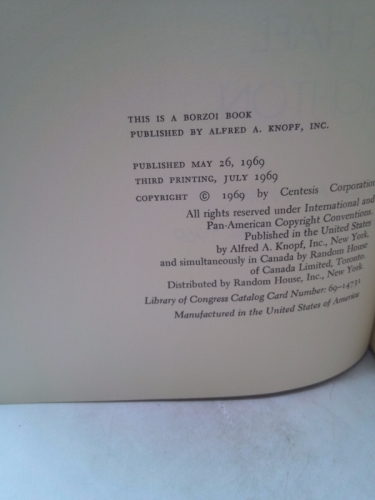 THIS IS A BORZOI BOOK
PUBLISHED BY ALFRED A. KNOPF, INC.
PUBLISHED MAY 26, 1969
THIRD PRINTING, JULY 1969
COPYRIGHT © 1969 by Centesis Corporation
All rights reserved under International and
Pan-American Copyright Conventions.
Published in the United States
by Alfred A. Knopf, Inc., New York,
and simultaneously in Canada by Random House
of Canada Limited, Toronto.
Distributed by Random House, Inc., New York.
Library of Congress Catalog Card Number: 69-14731
Manufactured in the United States of America